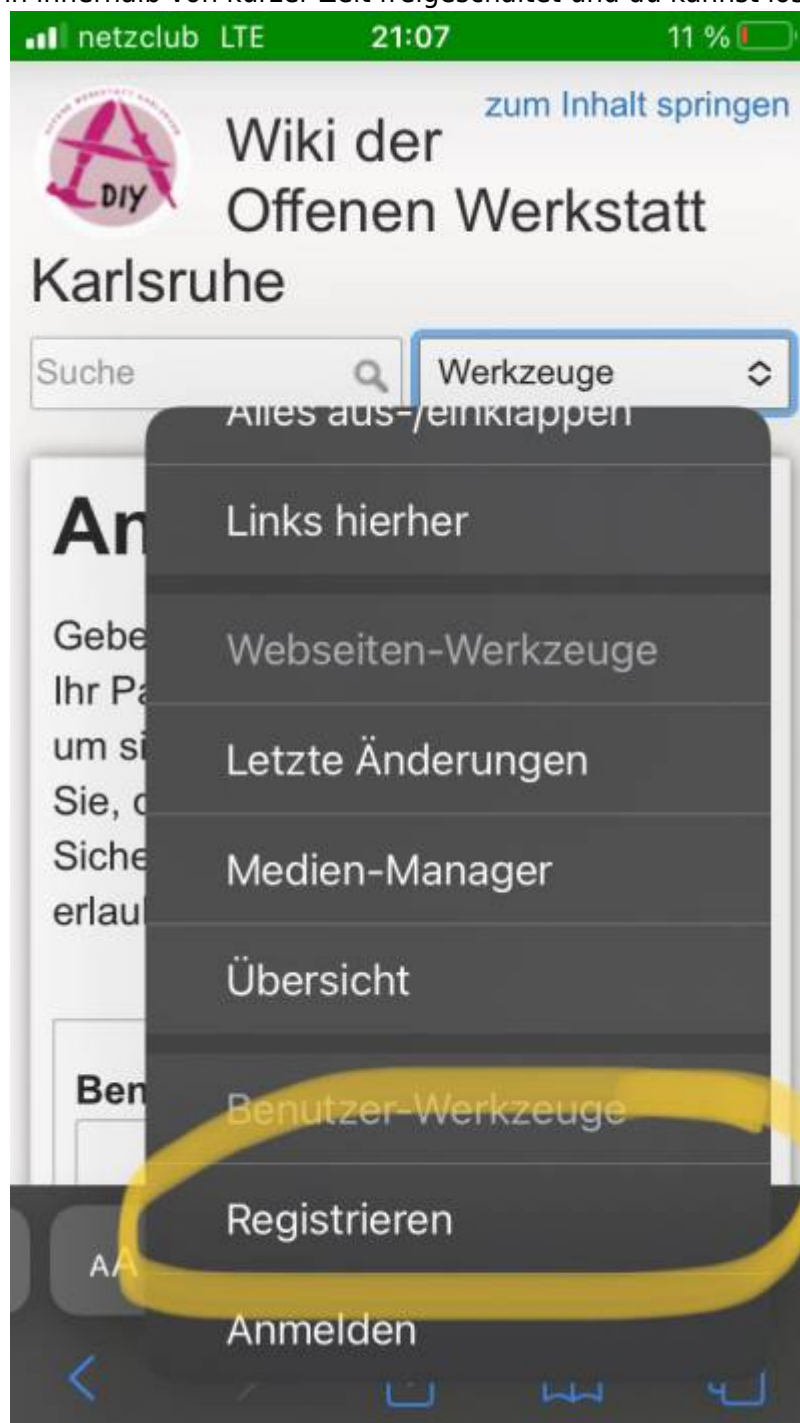 netzclub LTE 21:07 11 %
zum Inhalt springen
DIY
Wiki der
Offenen Werkstatt
Karlsruhe
Suche
Werkzeuge
Alles aus-/einklappen
An
Links hierher
Gebe
Webseiten-Werkzeuge
Ihr Pa
um si
Letzte Änderungen
Sie, d
Siche
Medien-Manager
erlau
Übersicht
Ben
Benutzer-Werkzeuge
Registrieren
AA
Anmelden